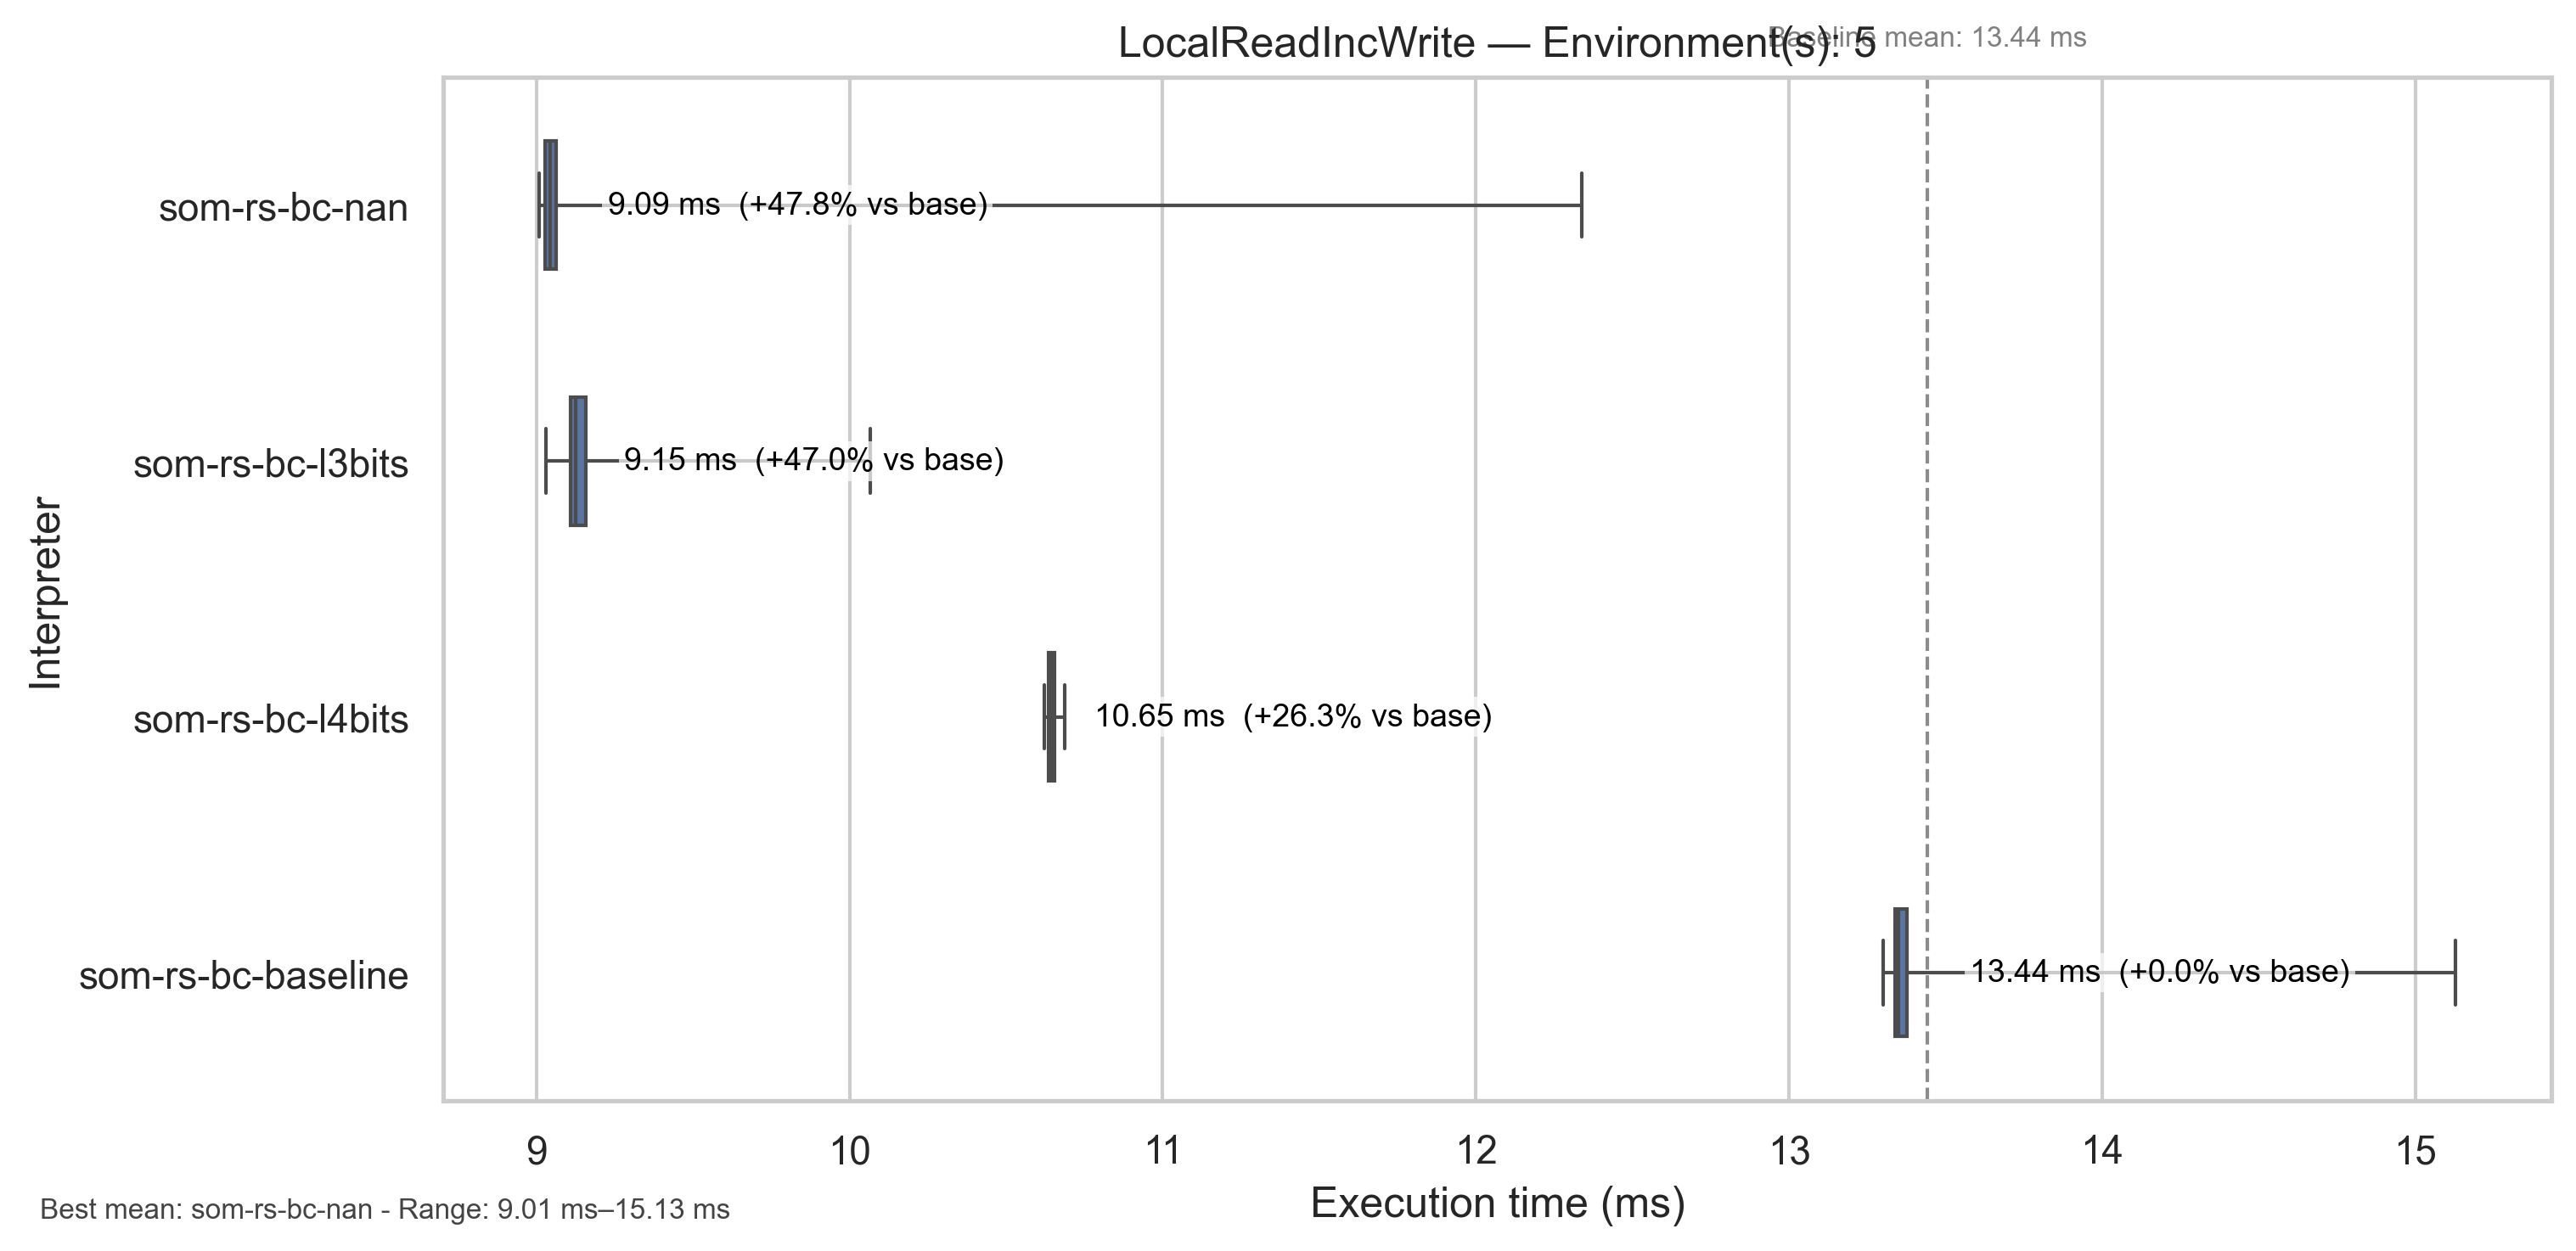 LocalReadIncWrite — Environment(s): 5
Baseline mean: 13.44 ms
som-rs-bc-nan
9.09 ms (+47.8% vs base)
som-rs-bc-l3bits
9.15 ms (+47.0% vs base)
som-rs-bc-l4bits
10.65 ms (+26.3% vs base)
som-rs-bc-baseline
13.44 ms (+0.0% vs base)
Interpreter
9 10 11 12 13 14 15
Execution time (ms)
Best mean: som-rs-bc-nan - Range: 9.01 ms–15.13 ms